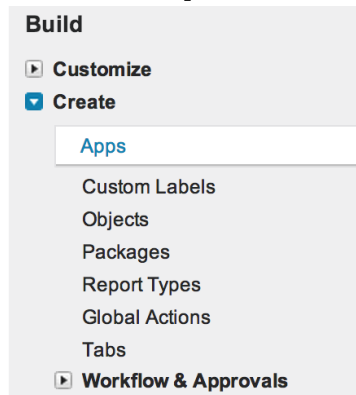 Build
Customize
Create
Apps
Custom Labels
Objects
Packages
Report Types
Global Actions
Tabs
Workflow & Approvals